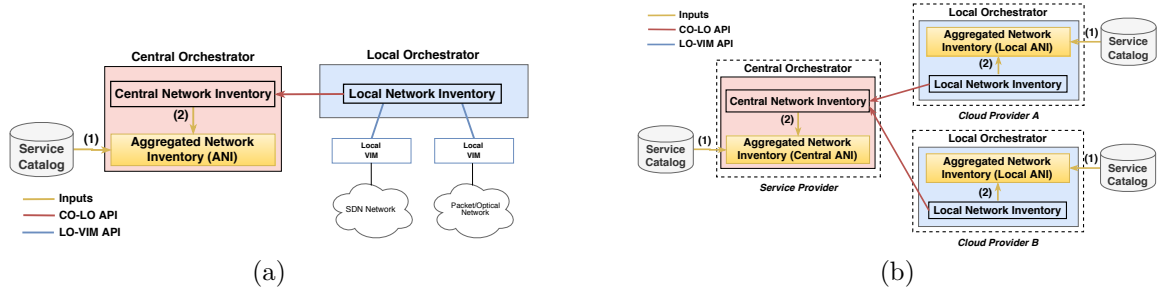 Central Orchestrator
Central Network Inventory
(2)
Aggregated Network
Inventory (ANI)
(1)
Service
Catalog
Local Orchestrator
Local Network Inventory
Local
VIM
Local
VIM
SDN Network
Packet/Optical
Network
Inputs
CO-LO API
LO-VIM API
(a)
Inputs
CO-LO API
LO-VIM API
Central Orchestrator
Central Network Inventory
(2)
Aggregated Network
Inventory (Central ANI)
(1)
Service
Catalog
Service Provider
Local Orchestrator
Aggregated Network
Inventory (Local ANI)
(1)
Service
Catalog
(2)
Local Network Inventory
Cloud Provider A
Local Orchestrator
Aggregated Network
Inventory (Local ANI)
(1)
Service
Catalog
(2)
Local Network Inventory
Cloud Provider B
(b)